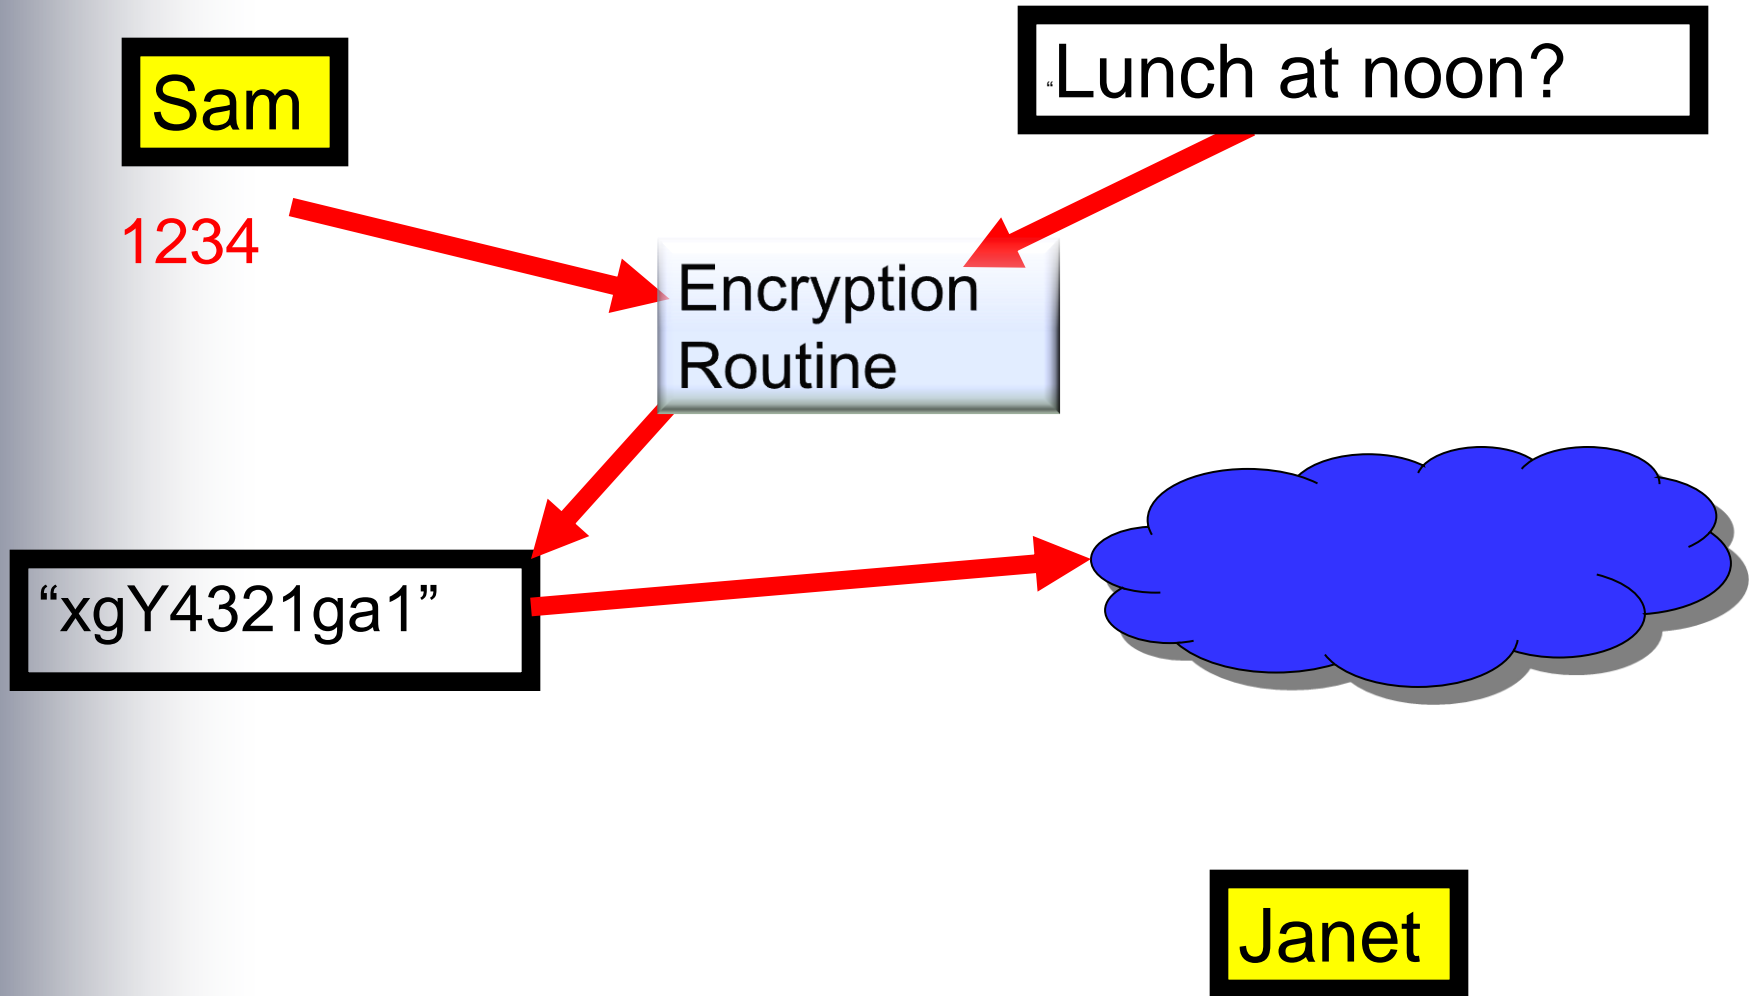 Sam
“Lunch at noon?
1234
Encryption
Routine
“xgY4321ga1”
Janet